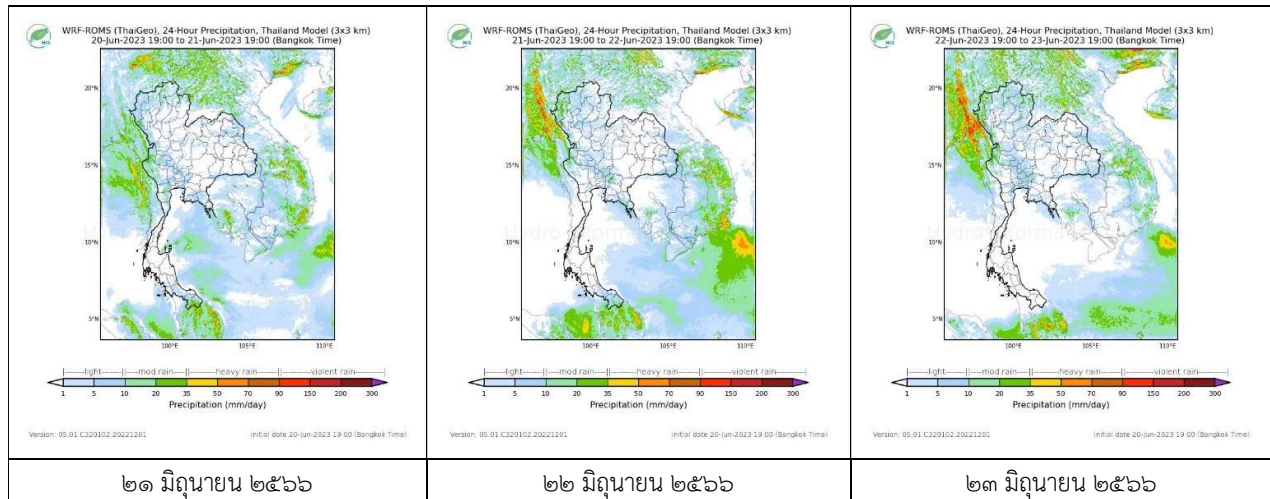 WRF-ROMS (ThaiGeo), 24-Hour Precipitation, Thailand Model (3x3 km)
20-Jun-2023 19:00 to 21-Jun-2023 19:00 (Bangkok Time)
20°N
15°N
10°N
5°N
100°E
105°E
110°E
|--------light--------||----mod rain----||--------heavy rain--------||--------violent rain--------|
1 5 10 20 35 50 70 90 150 200 300
Precipitation (mm/day)
Version: 05.01.C320102.20221201
initial date 20-Jun-2023 19 00 (Bangkok Time)
๒๑ มิถุนายน ๒๕๖๖
WRF-ROMS (ThaiGeo), 24-Hour Precipitation, Thailand Model (3x3 km)
21-Jun-2023 19:00 to 22-Jun-2023 19:00 (Bangkok Time)
20°N
15°N
10°N
5°N
100°E
105°E
110°E
|--------light--------||----mod rain----||--------heavy rain--------||--------violent rain--------|
1 5 10 20 35 50 70 90 150 200 300
Precipitation (mm/day)
Version: 05.01.C320102.20221201
initial date 20-Jun-2023 19 00 (Bangkok Time)
๒๒ มิถุนายน ๒๕๖๖
WRF-ROMS (ThaiGeo), 24-Hour Precipitation, Thailand Model (3x3 km)
22-Jun-2023 19:00 to 23-Jun-2023 19:00 (Bangkok Time)
20°N
15°N
10°N
5°N
100°E
105°E
110°E
|--------light--------||----mod rain----||--------heavy rain--------||--------violent rain--------|
1 5 10 20 35 50 70 90 150 200 300
Precipitation (mm/day)
Version: 05.01.C320102.20221201
initial date 20-Jun-2023 19 00 (Bangkok Time)
๒๓ มิถุนายน ๒๕๖๖